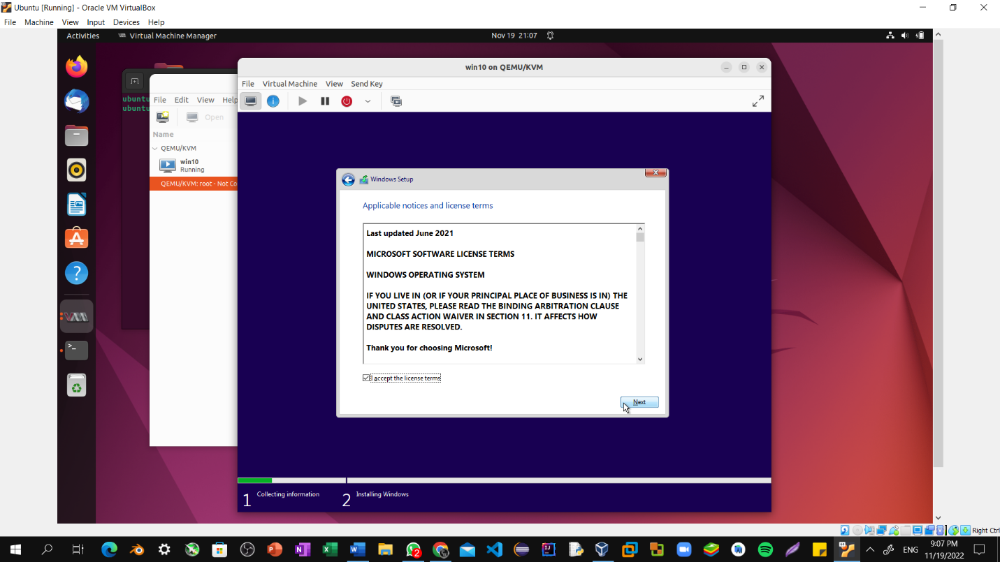 Ubuntu [Running] - Oracle VM VirtualBox
File Machine View Input Devices Help
Activities Virtual Machine Manager Nov 19 21:07
win10 on QEMU/KVM
File Virtual Machine View Send Key
ubuntu
ubuntu
File Edit View Help
Open
Name
QEMU/KVM
win10
Running
QEMU/KVM: root - Not Co
Windows Setup
Applicable notices and license terms
Last updated June 2021
MICROSOFT SOFTWARE LICENSE TERMS
WINDOWS OPERATING SYSTEM
IF YOU LIVE IN (OR IF YOUR PRINCIPAL PLACE OF BUSINESS IS IN) THE
UNITED STATES, PLEASE READ THE BINDING ARBITRATION CLAUSE
AND CLASS ACTION WAIVER IN SECTION 11. IT AFFECTS HOW
DISPUTES ARE RESOLVED.
Thank you for choosing Microsoft!
I accept the license terms
Next
1 Collecting information 2 Installing Windows
Right Ctrl
ENG
9:07 PM
11/19/2022